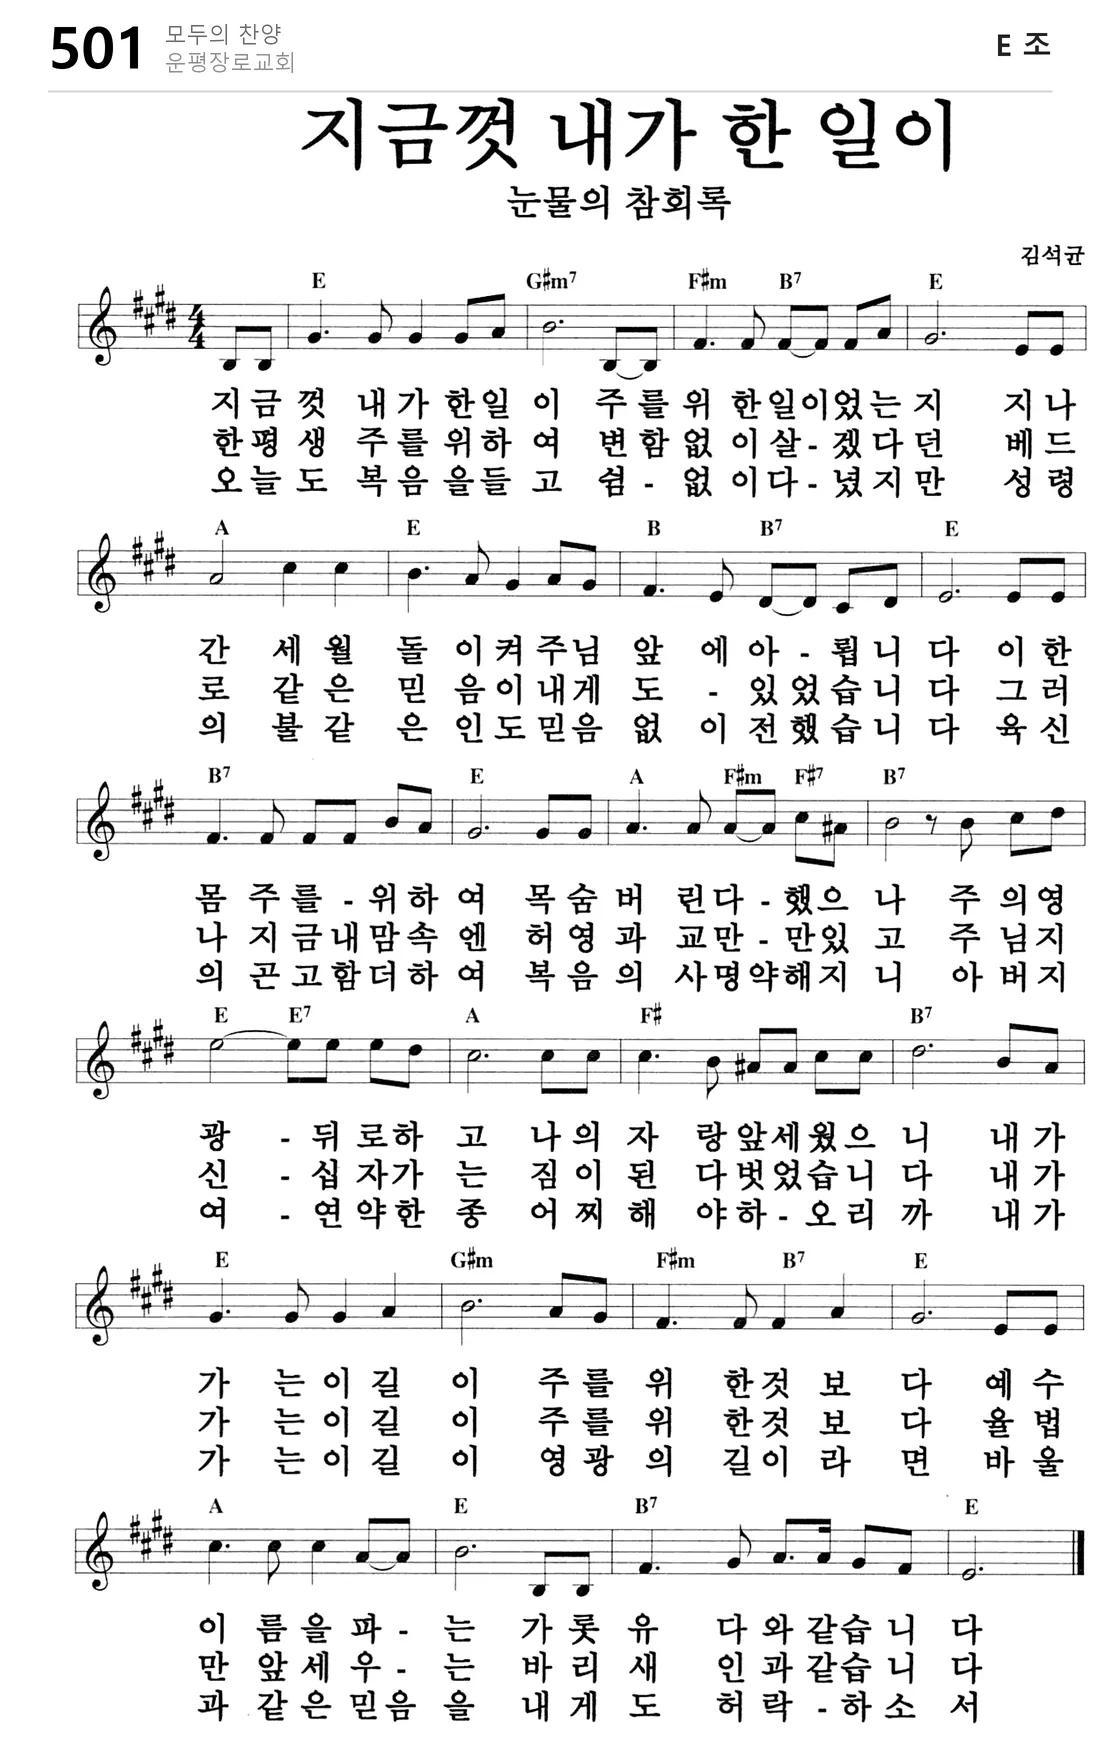 501 모두의 찬양
운평장로교회
E 조
지금껏 내가 한 일이
눈물의 참회록
김석균
E G#m7 F#m B7 E
지금껏 내가한일이 주를위한일이었는지 지나
한평생 주를위하여 변함없이살-겠다던 베드
오늘도 복음을들고 쉼-없이다-녔지만 성령
A E B B7 E
간 세월 돌이켜주님 앞에아-룁니다 이한
로 같은 믿음이내게 도-있었습니다 그러
의 불같은 인도믿음 없이전했습니다 육신
B7 E A F#m F#7 B7
몸 주를-위하여 목숨버린다-했으나 주의영
나 지금내맘속엔 허영과교만-만있고 주님지
의 곤고함더하여 복음의사명약해지니 아버지
E E7 A F# B7
광-뒤로하고 나의자랑앞세웠으니 내가
신-십자가는 짐이된 다벗었습니다 내가
여-연약한종 어찌해야하-오리까 내가
E G#m F#m B7 E
가는이길이 주를위한것보다 예수
가는이길이 주를위한것보다 율법
가는이길이 영광의길이라면 바울
A E B7 E
이름을파-는 가롯유다와같습니다
만앞세우-는 바리새인과같습니다
과같은믿음을 내게도허락-하소서